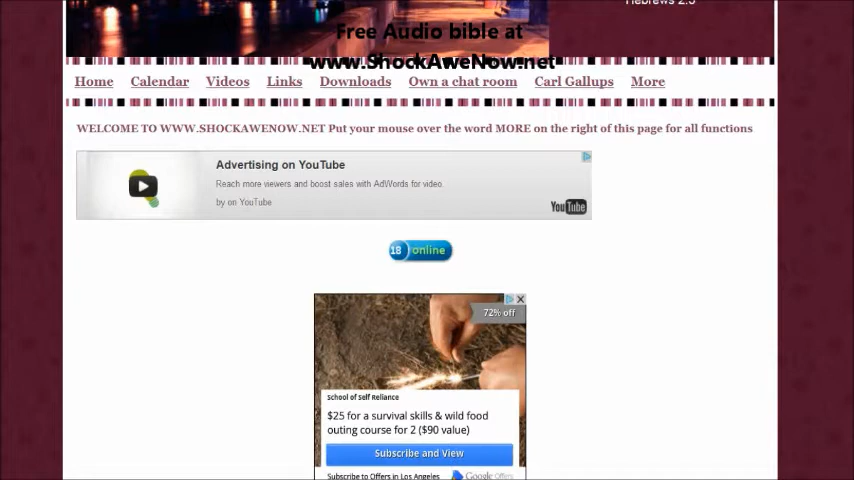 Hebrews 2:3
Free Audio bible at
www.ShockAweNow.net
Home Calendar Videos Links Downloads Own a chat room Carl Gallups More
WELCOME TO WWW.SHOCKAWENOW.NET Put your mouse over the word MORE on the right of this page for all functions
Advertising on YouTube
Reach more viewers and boost sales with AdWords for video.
by on YouTube
YouTube
18 online
72% off
School of Self Reliance
$25 for a survival skills & wild food
outing course for 2 ($90 value)
Subscribe and View
Subscribe to Offers in Los Angeles Google Offers